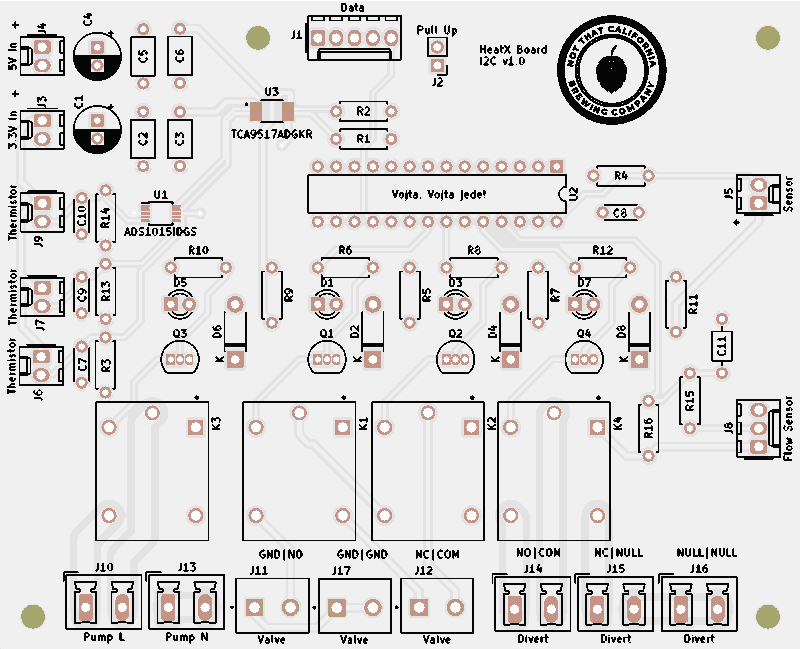 Data
J1
Pull Up
J2
HeatX Board
I2C v1.0
NOT THAT CALIFORNIA
BREWING COMPANY
+
J4
5V In
C4
+
C5
C6
+
J3
3.3V In
C1
+
C2
C3
U3
TCA9517ADGKR
R2
R1
Vojta, Vojta Jede!
U2
R4
C8
J5
Sensor
+
Thermistor
J9
C10
R14
U1
ADS1015IDGS
Thermistor
J7
C9
R13
Thermistor
J6
C7
R3
R10
D5
Q3
D6
K
R9
R6
D1
Q1
D2
K
R5
R8
D3
Q2
D4
K
R7
R12
D7
Q4
D8
K
R11
C11
R15
R16
J8
Flow Sensor
K3
K1
K2
K4
GND|NO
GND|GND
NC|COM
NO|COM
NC|NULL
NULL|NULL
J10
J13
J11
J17
J12
J14
J15
J16
Pump L
Pump N
Valve
Valve
Valve
Divert
Divert
Divert